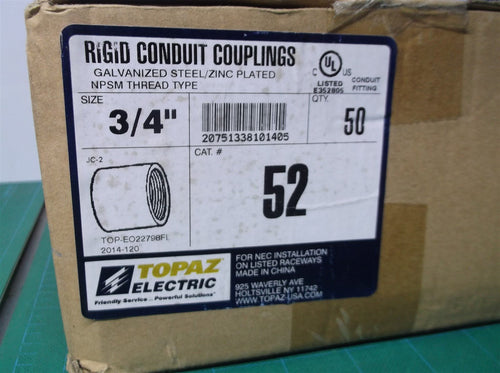 RIGID CONDUIT COUPLINGS
GALVANIZED STEEL/ZINC PLATED
NPSM THREAD TYPE
C UL US
LISTED
E352805
CONDUIT
FITTING
SIZE
3/4"
20751338101405
QTY.
50
JC-2
CAT. #
52
TOP-EO22798FL
2014-120
TOPAZ
ELECTRIC
Friendly Service... Powerful Solutions
FOR NEC INSTALLATION
ON LISTED RACEWAYS
MADE IN CHINA
925 WAVERLY AVE
HOLTSVILLE NY 11742
WWW.TOPAZ-USA.COM